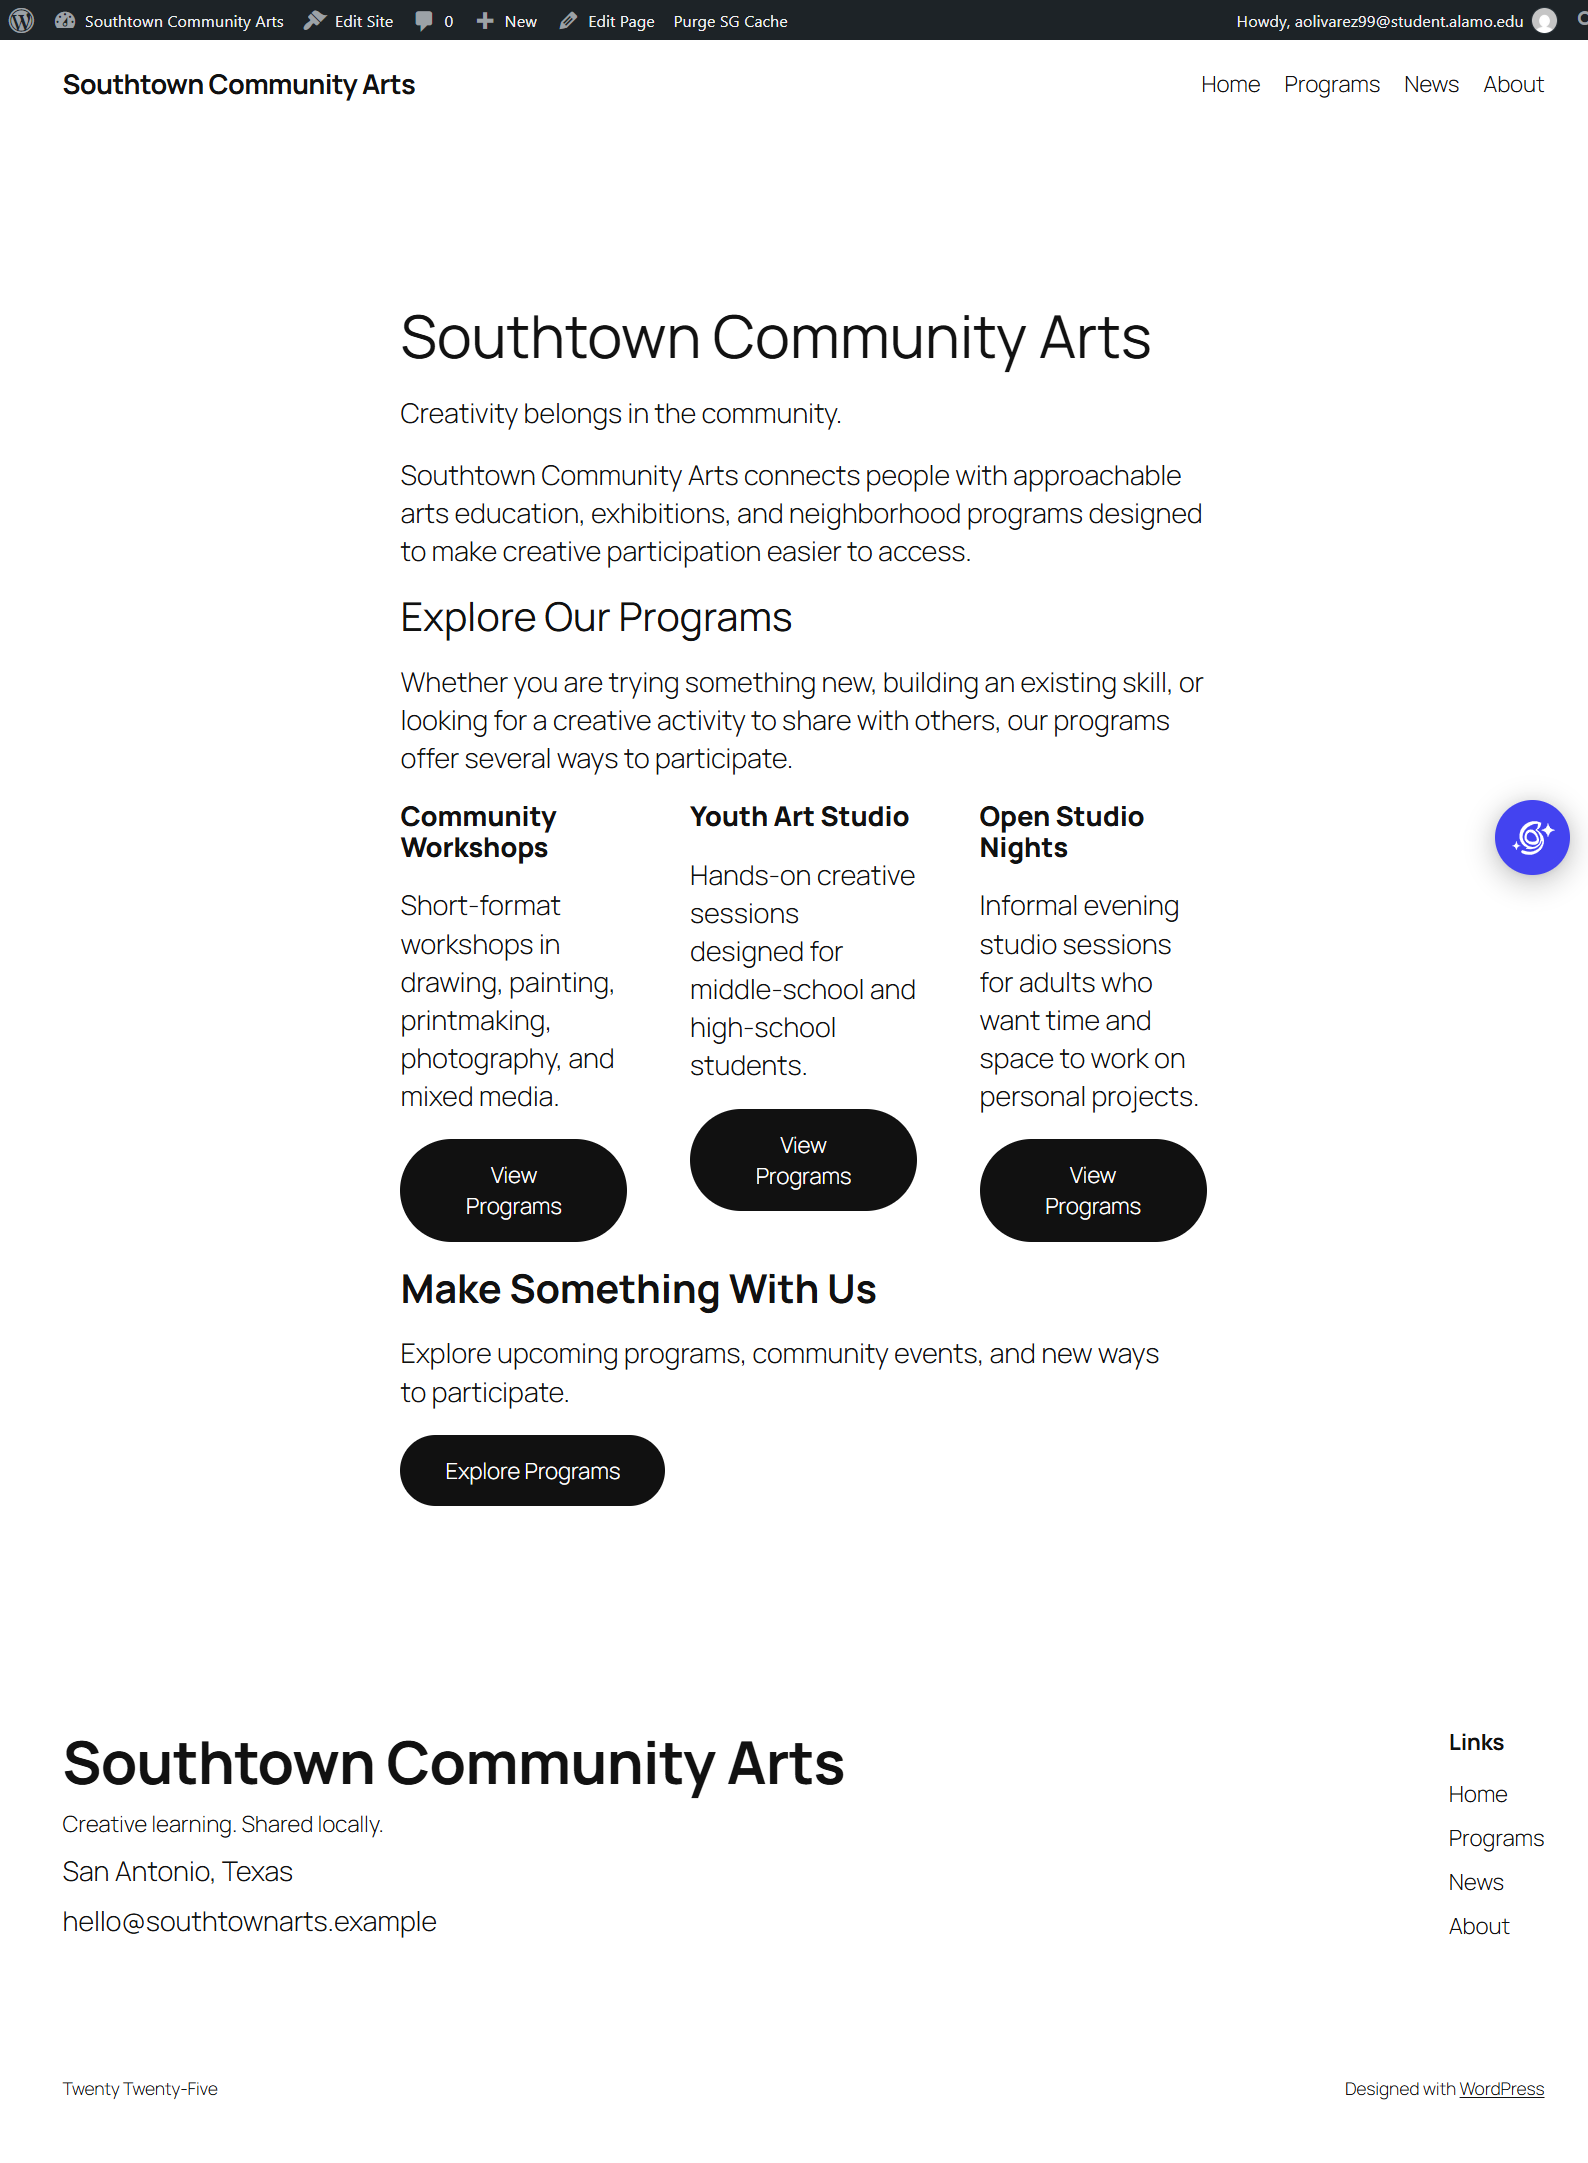 Southtown Community Arts Edit Site 0 New Edit Page Purge SG Cache Howdy, aolivarez99@student.alamo.edu
Southtown Community Arts
Home Programs News About
Southtown Community Arts
Creativity belongs in the community.
Southtown Community Arts connects people with approachable
arts education, exhibitions, and neighborhood programs designed
to make creative participation easier to access.
Explore Our Programs
Whether you are trying something new, building an existing skill, or
looking for a creative activity to share with others, our programs
offer several ways to participate.
Community
Workshops
Short-format
workshops in
drawing, painting,
printmaking,
photography, and
mixed media.
View
Programs
Youth Art Studio
Hands-on creative
sessions
designed for
middle-school and
high-school
students.
View
Programs
Open Studio
Nights
Informal evening
studio sessions
for adults who
want time and
space to work on
personal projects.
View
Programs
Make Something With Us
Explore upcoming programs, community events, and new ways
to participate.
Explore Programs
Southtown Community Arts
Creative learning. Shared locally.
San Antonio, Texas
hello@southtownarts.example
Links
Home
Programs
News
About
Twenty Twenty-Five
Designed with WordPress